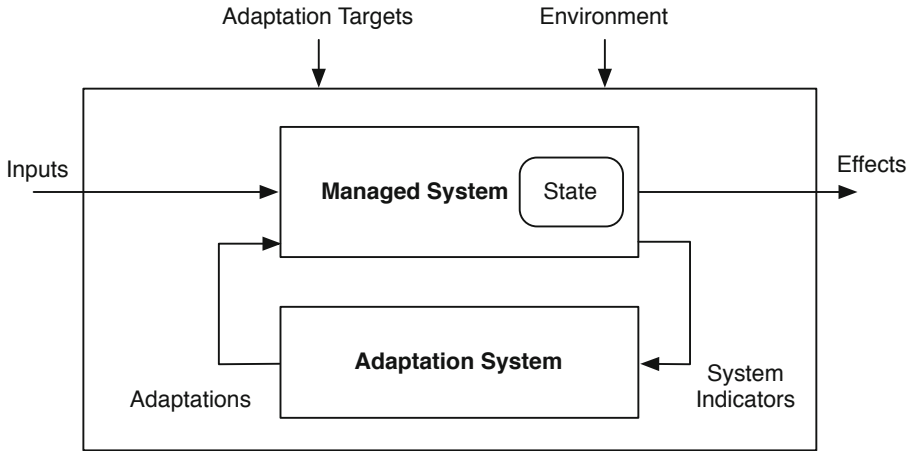 Adaptation Targets
Environment
Inputs
Managed System
State
Effects
Adaptation System
Adaptations
System
Indicators